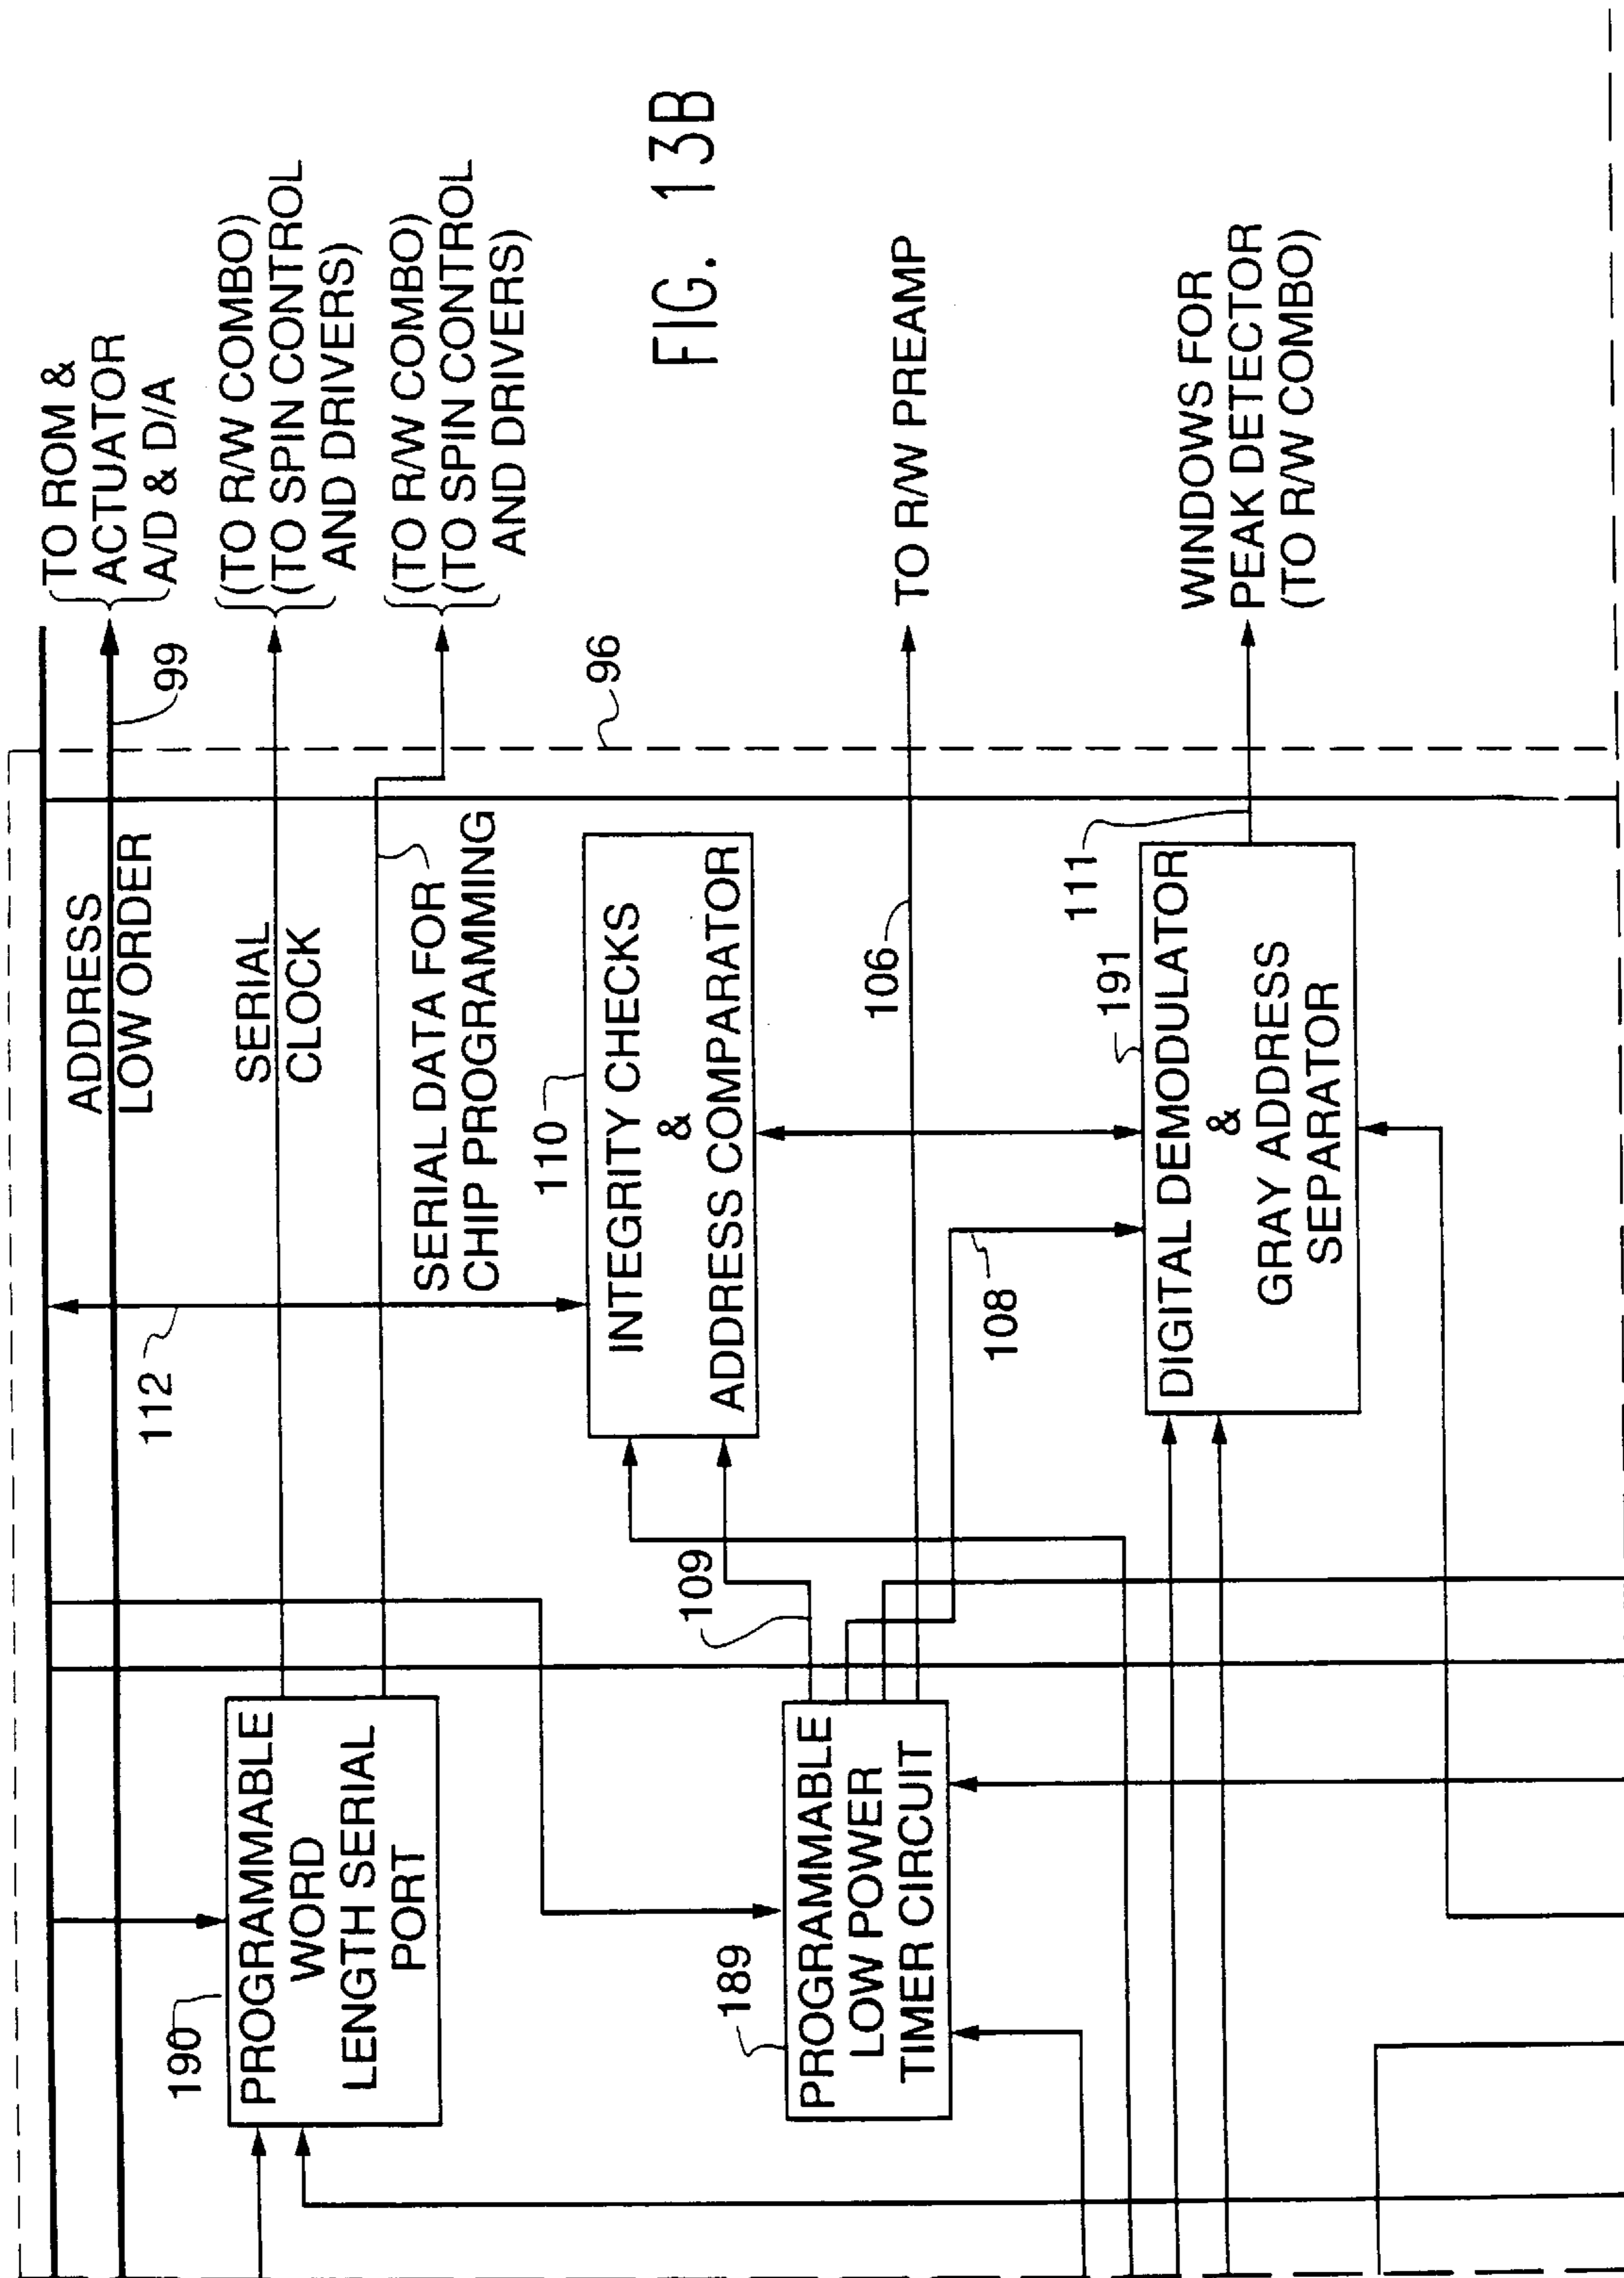 TO ROM &
ACTUATOR
A/D & D/A
99
ADDRESS
LOW ORDER
(TO R/W COMBO)
(TO SPIN CONTROL
AND DRIVERS)
SERIAL
CLOCK
(TO R/W COMBO)
(TO SPIN CONTROL
AND DRIVERS)
SERIAL DATA FOR
CHIP PROGRAMMING
112
190
PROGRAMMABLE
WORD
LENGTH SERIAL
PORT
FIG. 13B
96
110
INTEGRITY CHECKS
&
ADDRESS COMPARATOR
109
189
PROGRAMMABLE
LOW POWER
TIMER CIRCUIT
106
TO R/W PREAMP
108
191
111
DIGITAL DEMODULATOR
&
GRAY ADDRESS
SEPARATOR
WINDOWS FOR
PEAK DETECTOR
(TO R/W COMBO)